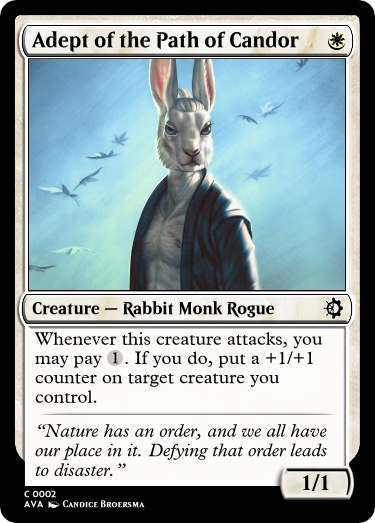 Adept of the Path of Candor
Creature — Rabbit Monk Rogue
Whenever this creature attacks, you
may pay 1. If you do, put a +1/+1
counter on target creature you
control.
“Nature has an order, and we all have
our place in it. Defying that order leads
to disaster.”
1/1
C 0002
AVA Candice Broersma